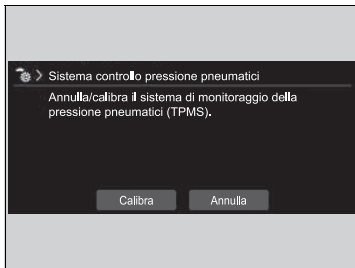 Sistema controllo pressione pneumatici
Annulla/calibra il sistema di monitoraggio della
pressione pneumatici (TPMS).
Calibra
Annulla